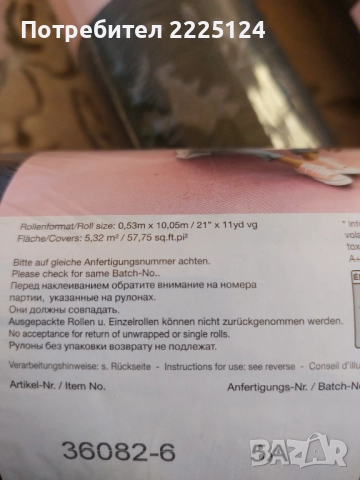 Потребител 2225124
Rollenformat/Roll size: 0,53m x 10,05m / 21" x 11yd vg
Fläche/Covers: 5,32 m² / 57,75 sq.ft.pi²
Bitte auf gleiche Anfertigungsnummer achten.
Please check for same Batch-No..
Перед наклеиванием обратите внимание на номера
партии, указанные на рулонах.
Они должны совпадать.
Ausgepackte Rollen u. Einzelrollen können nicht zurückgenommen werden.
No acceptance for return of unwrapped or single rolls.
Рулоны без упаковки возврату не подлежат.
Verarbeitungshinweise: s. Rückseite - Instructions for use: see reverse - Conseil d'
Artikel-Nr. / Item No.
Anfertigungs-Nr. / Batch-No
36082-6
5A
BAZAR